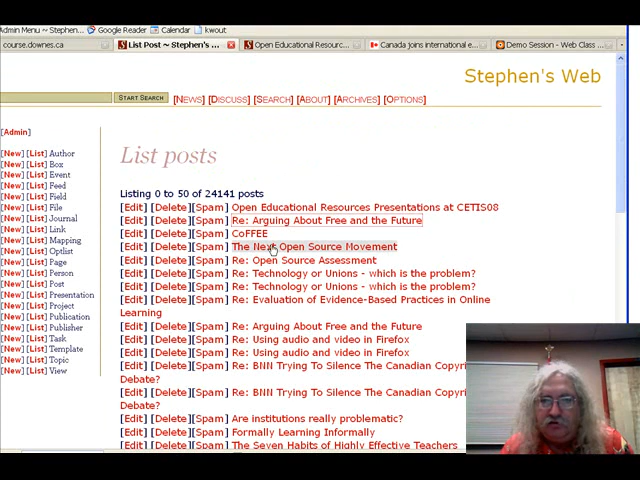 Admin Menu ~ Stephen... Google Reader Calendar kwout
course.downes.ca List Post ~ Stephen's ... Open Educational Resourc... Canada joins international e... Demo Session - Web Class ...
Stephen's Web
START SEARCH [NEWS] [DISCUSS] [SEARCH] [ABOUT] [ARCHIVES] [OPTIONS]
[Admin]
[New] [List] Author
[New] [List] Box
[New] [List] Event
[New] [List] Feed
[New] [List] Field
[New] [List] File
[New] [List] Journal
[New] [List] Link
[New] [List] Mapping
[New] [List] Optlist
[New] [List] Page
[New] [List] Person
[New] [List] Post
[New] [List] Presentation
[New] [List] Project
[New] [List] Publication
[New] [List] Publisher
[New] [List] Task
[New] [List] Template
[New] [List] Topic
[New] [List] View
List posts
Listing 0 to 50 of 24141 posts
[Edit] [Delete][Spam] Open Educational Resources Presentations at CETIS08
[Edit] [Delete][Spam] Re: Arguing About Free and the Future
[Edit] [Delete][Spam] CoFFEE
[Edit] [Delete][Spam] The Next Open Source Movement
[Edit] [Delete][Spam] Re: Open Source Assessment
[Edit] [Delete][Spam] Re: Technology or Unions - which is the problem?
[Edit] [Delete][Spam] Re: Technology or Unions - which is the problem?
[Edit] [Delete][Spam] Re: Evaluation of Evidence-Based Practices in Online
Learning
[Edit] [Delete][Spam] Re: Arguing About Free and the Future
[Edit] [Delete][Spam] Re: Using audio and video in Firefox
[Edit] [Delete][Spam] Re: Using audio and video in Firefox
[Edit] [Delete][Spam] Re: BNN Trying To Silence The Canadian Copyri
Debate?
[Edit] [Delete][Spam] Re: BNN Trying To Silence The Canadian Copyri
Debate?
[Edit] [Delete][Spam] Are institutions really problematic?
[Edit] [Delete][Spam] Formally Learning Informally
[Edit] [Delete][Spam] The Seven Habits of Highly Effective Teachers